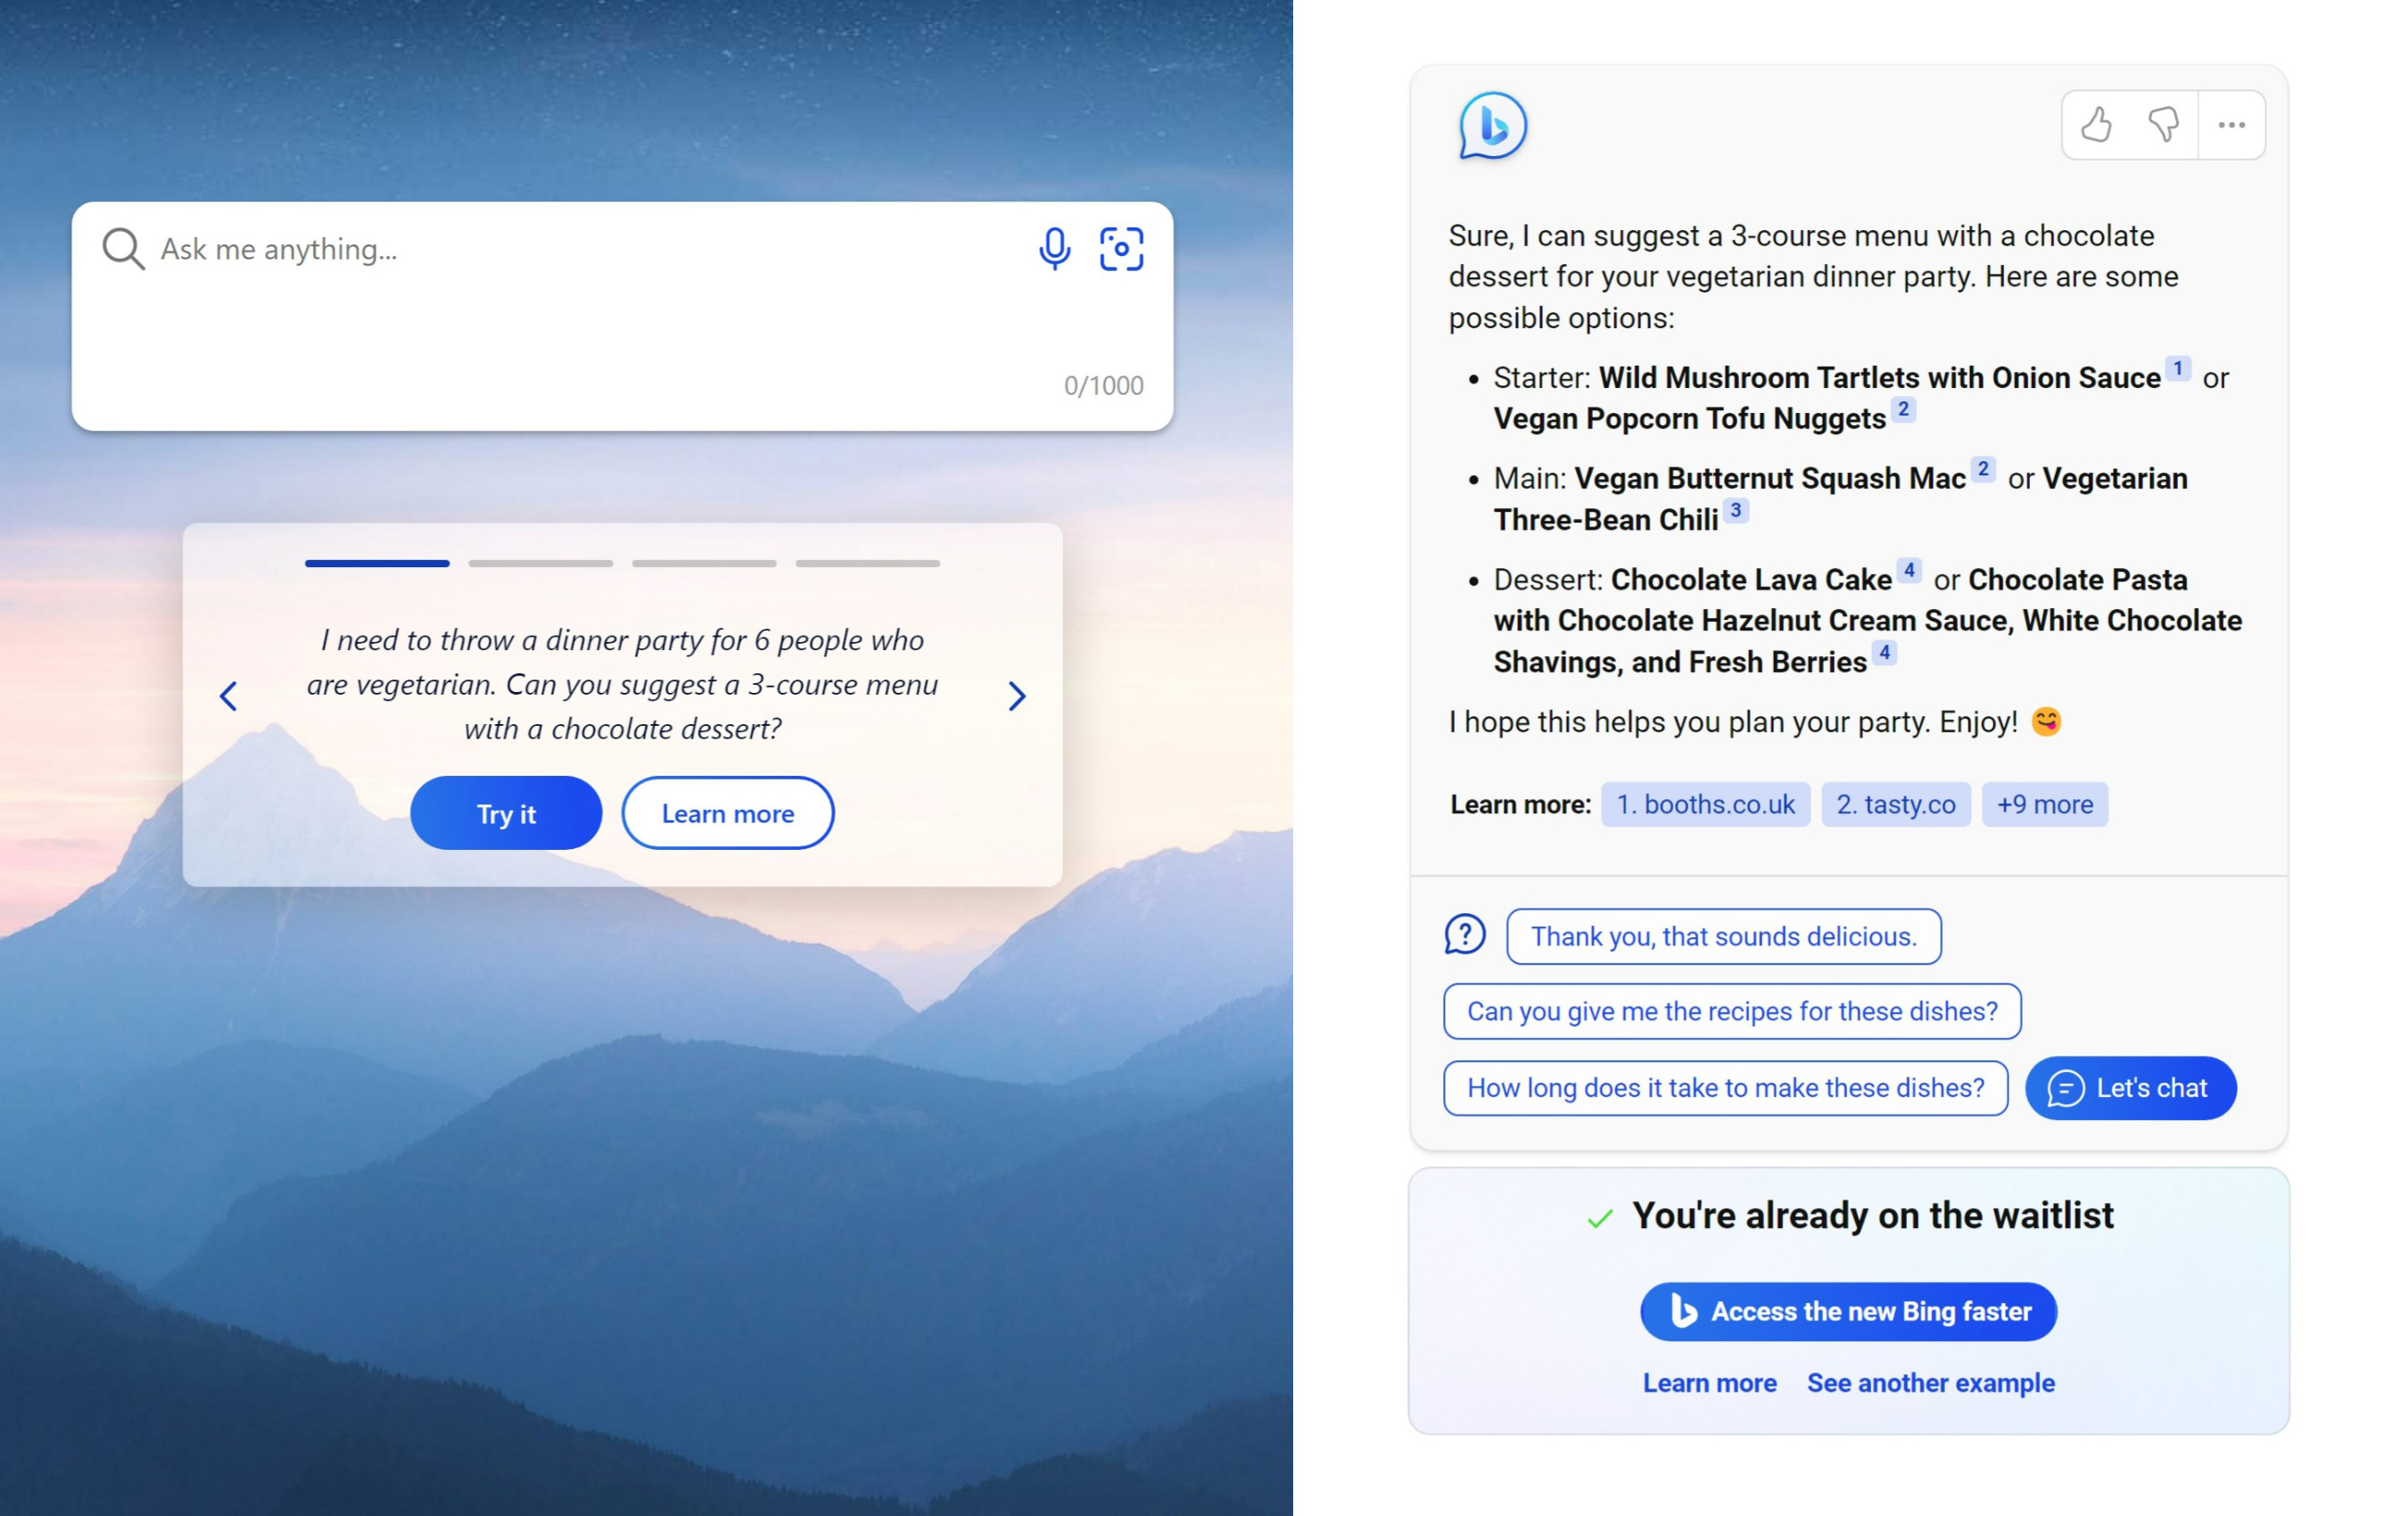 Ask me anything...
0/1000
I need to throw a dinner party for 6 people who
are vegetarian. Can you suggest a 3-course menu
with a chocolate dessert?
Try it
Learn more
Sure, I can suggest a 3-course menu with a chocolate
dessert for your vegetarian dinner party. Here are some
possible options:
• Starter: Wild Mushroom Tartlets with Onion Sauce 1 or
Vegan Popcorn Tofu Nuggets 2
• Main: Vegan Butternut Squash Mac 2 or Vegetarian
Three-Bean Chili 3
• Dessert: Chocolate Lava Cake 4 or Chocolate Pasta
with Chocolate Hazelnut Cream Sauce, White Chocolate
Shavings, and Fresh Berries 4
I hope this helps you plan your party. Enjoy! 😋
Learn more: 1. booths.co.uk 2. tasty.co +9 more
Thank you, that sounds delicious.
Can you give me the recipes for these dishes?
How long does it take to make these dishes? Let's chat
You're already on the waitlist
Access the new Bing faster
Learn more See another example